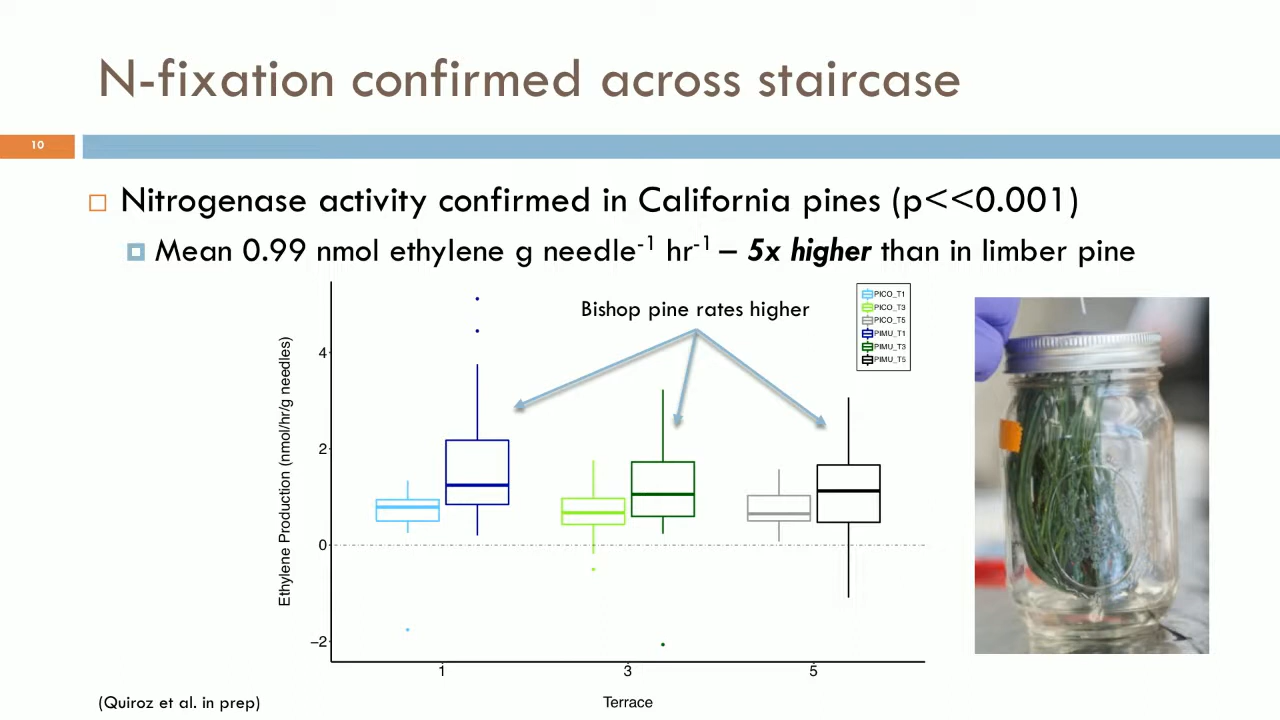 N-fixation confirmed across staircase
10
Nitrogenase activity confirmed in California pines (p<<0.001)
Mean 0.99 nmol ethylene g needle⁻¹ hr⁻¹ – 5x higher than in limber pine
Bishop pine rates higher
PICO_T1
PICO_T3
PICO_T5
PIMU_T1
PIMU_T3
PIMU_T5
Ethylene Production (nmol/hr/g needles)
4
2
0
−2
1 3 5
Terrace
(Quiroz et al. in prep)